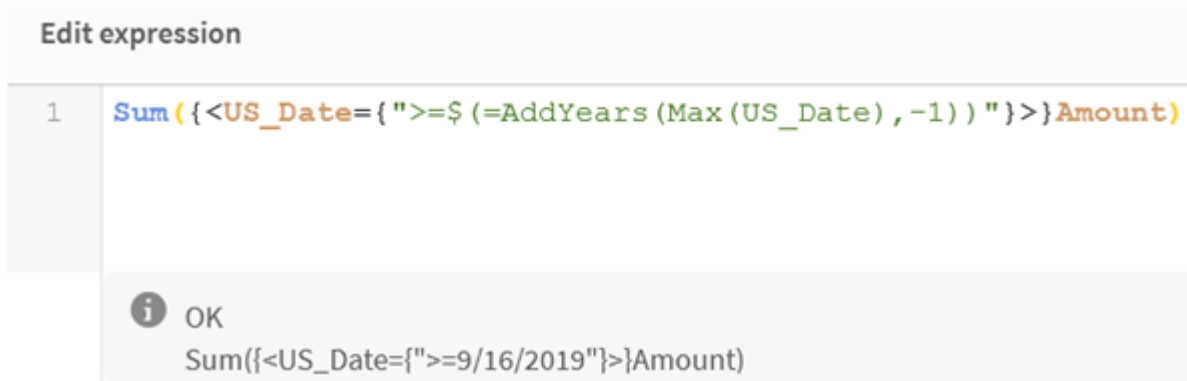 Edit expression
1 Sum({<US_Date={">=$(=AddYears(Max(US_Date),-1))"}>}Amount)
OK
Sum({<US_Date={">=9/16/2019"}>}Amount)